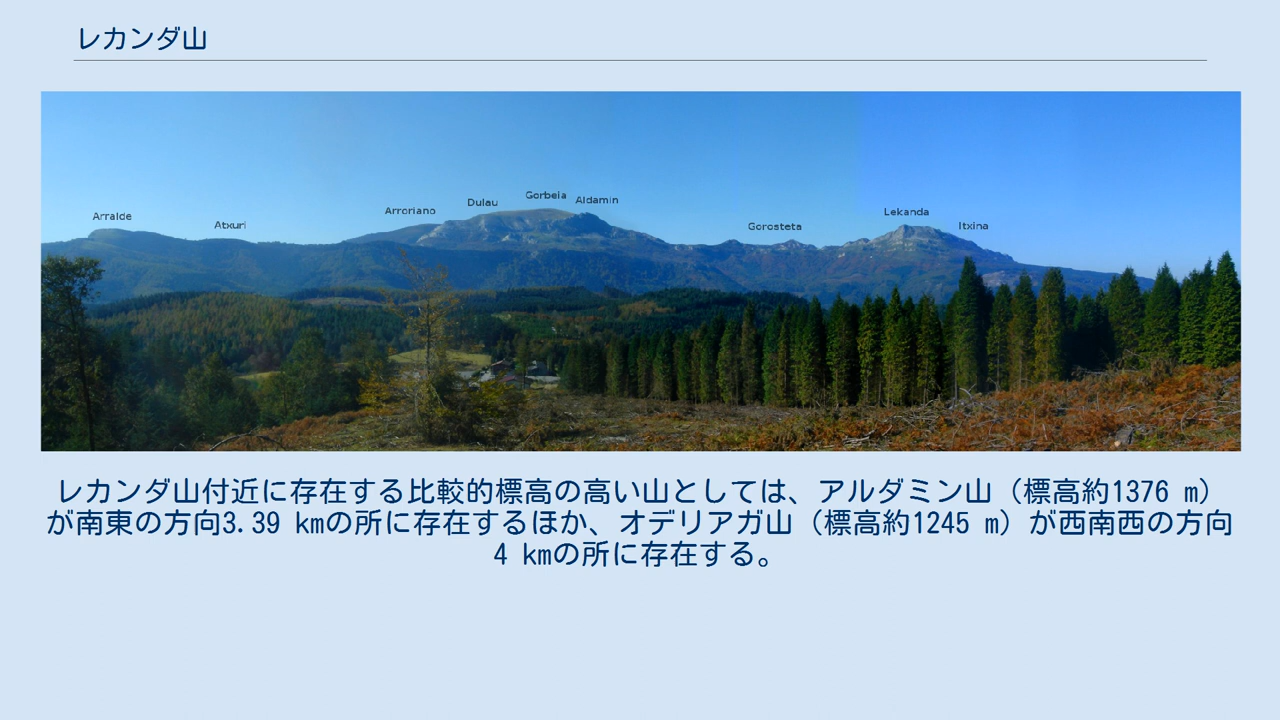 レカンダ山
Arralde
Atxuri
Arroriano
Dulau
Gorbeia
Aldamin
Gorosteta
Lekanda
Itxina
レカンダ山付近に存在する比較的標高の高い山としては、アルダミン山（標高約1376 m）
が南東の方向3.39 kmの所に存在するほか、オデリアガ山（標高約1245 m）が西南西の方向
4 kmの所に存在する。